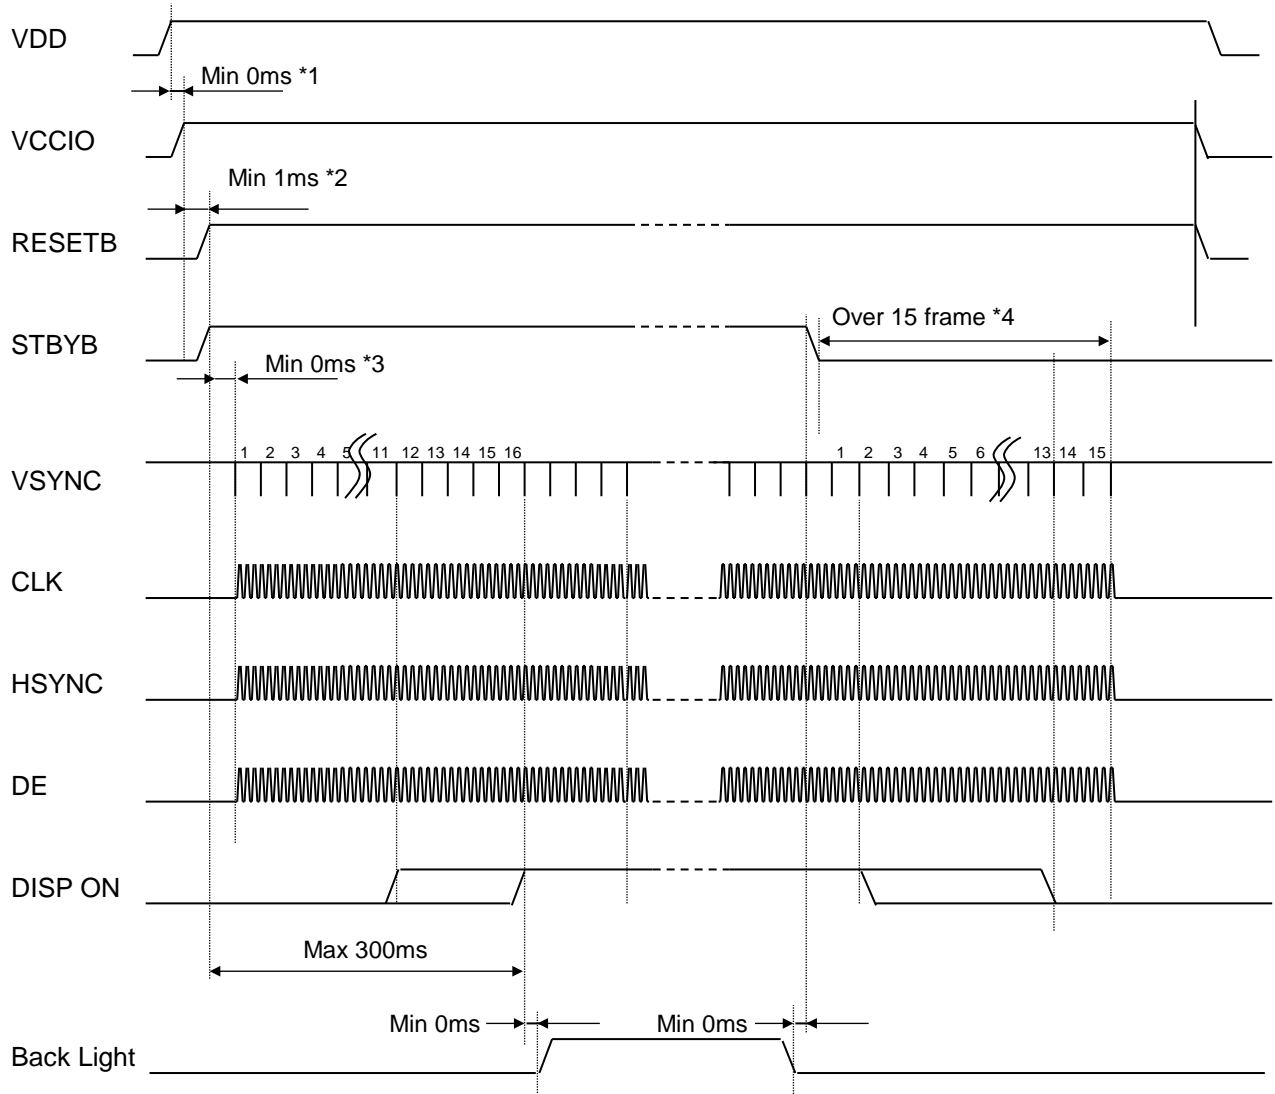 VDD
Min 0ms *1
VCCIO
Min 1ms *2
RESETB
Over 15 frame *4
STBYB
Min 0ms *3
1 2 3 4 5 11 12 13 14 15 16 1 2 3 4 5 6 13 14 15
VSYNC
CLK
HSYNC
DE
DISP ON
Max 300ms
Min 0ms Min 0ms
Back Light